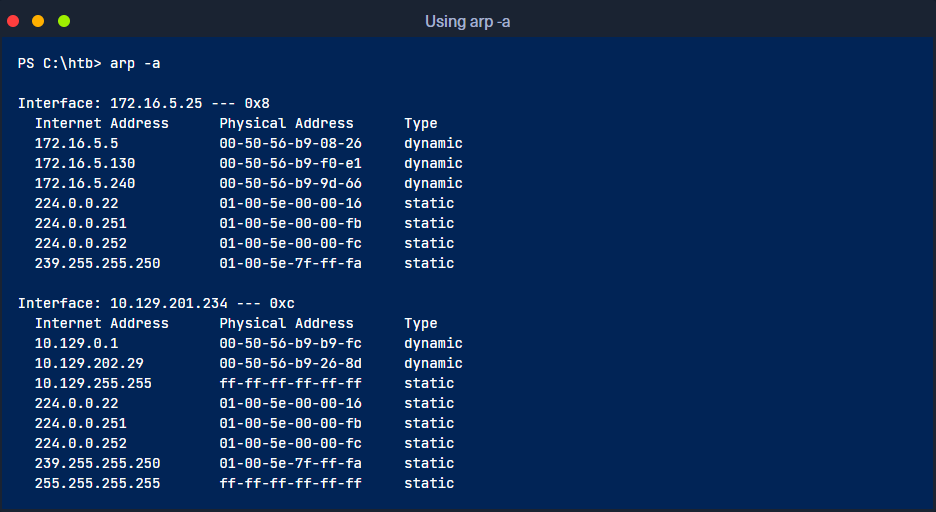 Using arp -a
PS C:\htb> arp -a
Interface: 172.16.5.25 --- 0x8
Internet Address Physical Address Type
172.16.5.5 00-50-56-b9-08-26 dynamic
172.16.5.130 00-50-56-b9-f0-e1 dynamic
172.16.5.240 00-50-56-b9-9d-66 dynamic
224.0.0.22 01-00-5e-00-00-16 static
224.0.0.251 01-00-5e-00-00-fb static
224.0.0.252 01-00-5e-00-00-fc static
239.255.255.250 01-00-5e-7f-ff-fa static
Interface: 10.129.201.234 --- 0xc
Internet Address Physical Address Type
10.129.0.1 00-50-56-b9-b9-fc dynamic
10.129.202.29 00-50-56-b9-26-8d dynamic
10.129.255.255 ff-ff-ff-ff-ff-ff static
224.0.0.22 01-00-5e-00-00-16 static
224.0.0.251 01-00-5e-00-00-fb static
224.0.0.252 01-00-5e-00-00-fc static
239.255.255.250 01-00-5e-7f-ff-fa static
255.255.255.255 ff-ff-ff-ff-ff-ff static